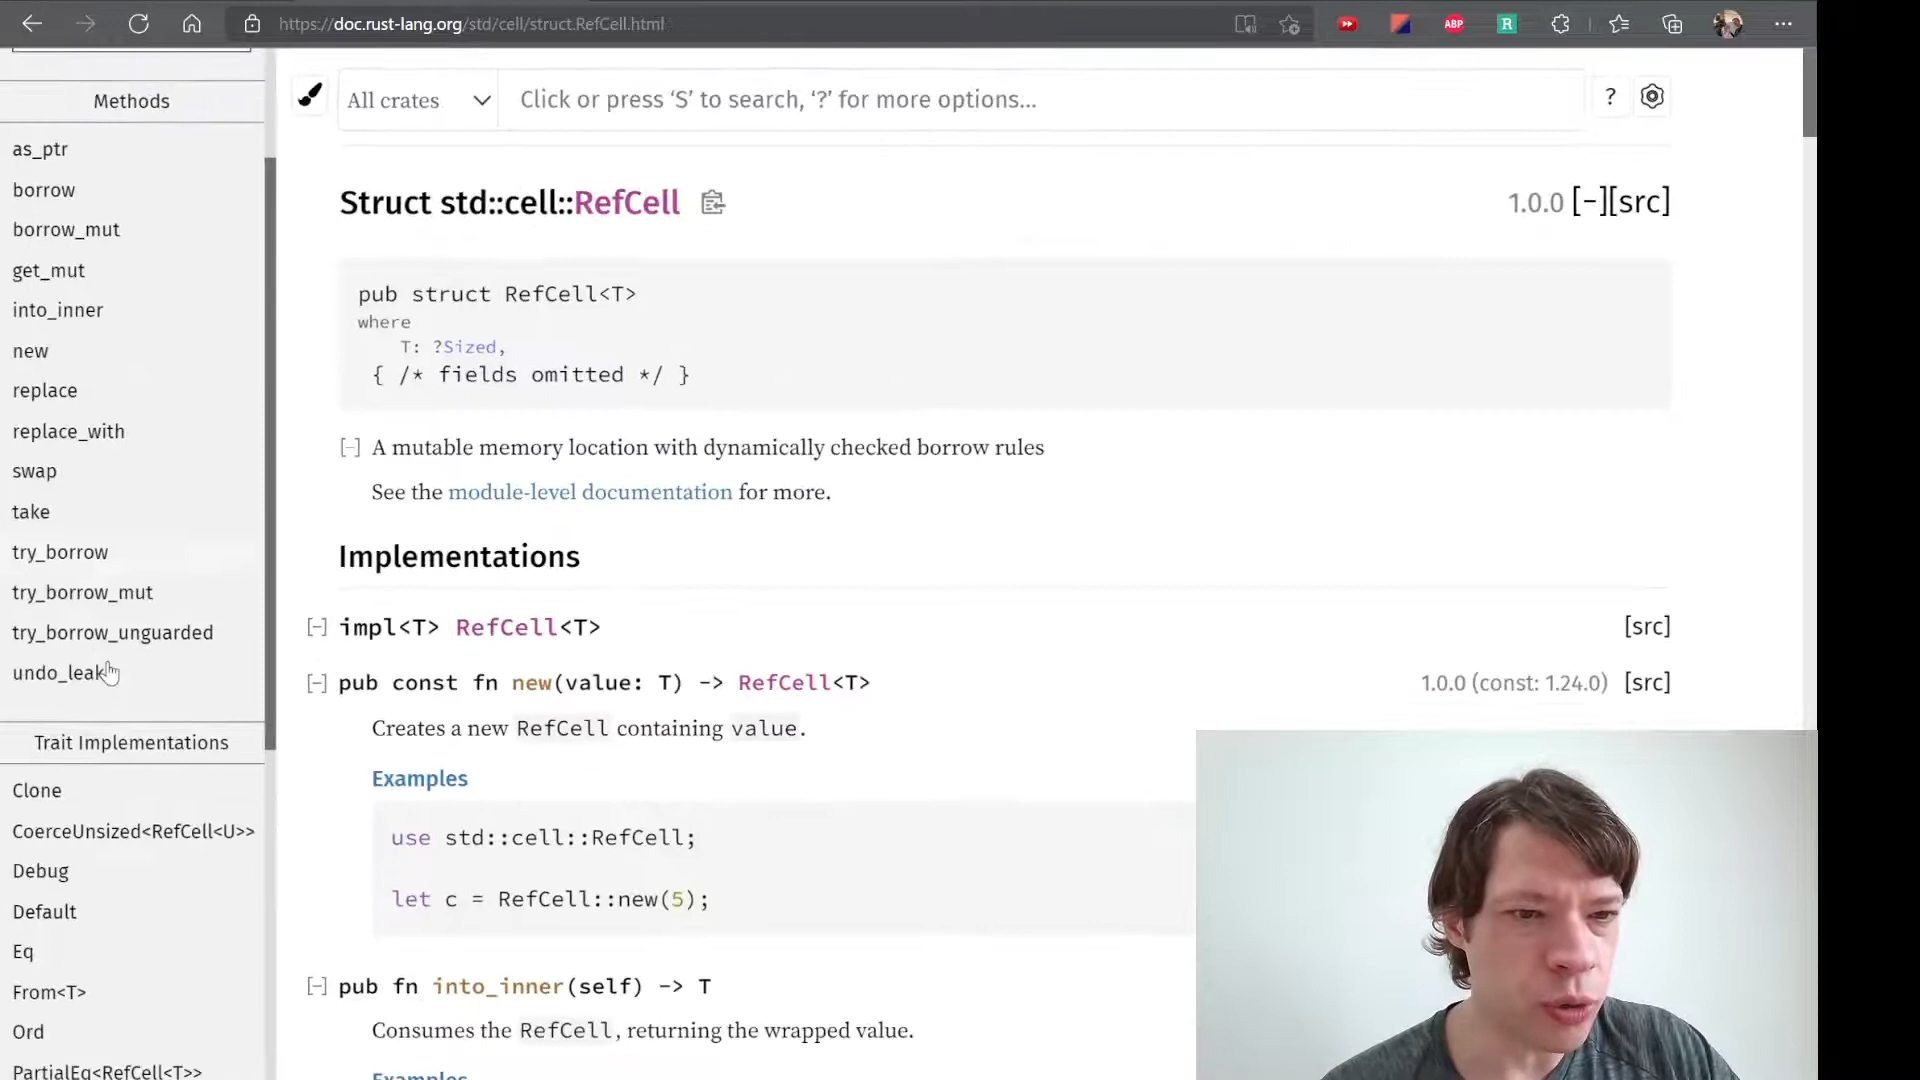 https://doc.rust-lang.org/std/cell/struct.RefCell.html
ABP
R
Methods
as_ptr
borrow
borrow_mut
get_mut
into_inner
new
replace
replace_with
swap
take
try_borrow
try_borrow_mut
try_borrow_unguarded
undo_leak
Trait Implementations
Clone
CoerceUnsized<RefCell<U>>
Debug
Default
Eq
From<T>
Ord
PartialEq<RefCell<T>>
All crates
Click or press ‘S’ to search, ‘?’ for more options…
?
Struct std::cell::RefCell
1.0.0 [-][src]
pub struct RefCell<T>
where
T: ?Sized,
{ /* fields omitted */ }
[-] A mutable memory location with dynamically checked borrow rules
See the module-level documentation for more.
Implementations
[-] impl<T> RefCell<T> [src]
[-] pub const fn new(value: T) -> RefCell<T> 1.0.0 (const: 1.24.0) [src]
Creates a new RefCell containing value.
Examples
use std::cell::RefCell;
let c = RefCell::new(5);
[-] pub fn into_inner(self) -> T
Consumes the RefCell, returning the wrapped value.
Examples